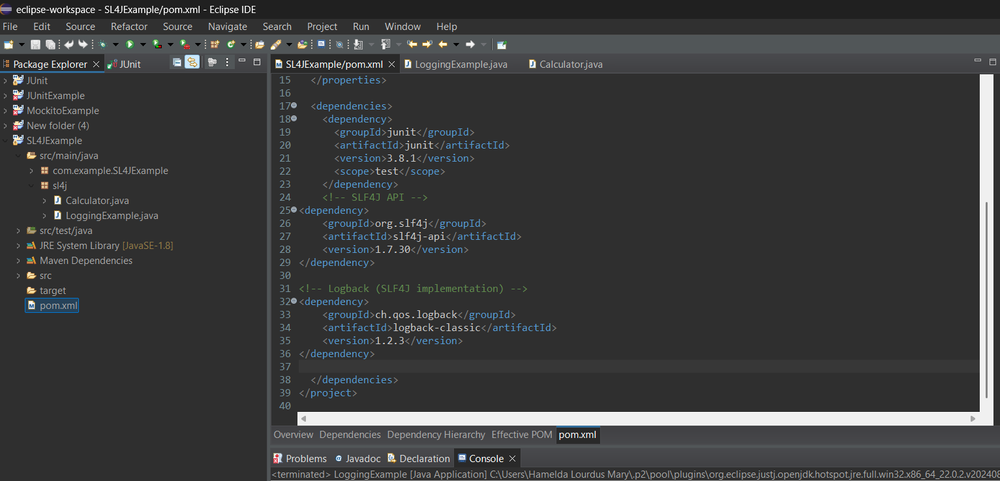 eclipse-workspace - SL4JExample/pom.xml - Eclipse IDE
File Edit Source Refactor Source Navigate Search Project Run Window Help
Package Explorer JUnit
JUnit
JUnitExample
MockitoExample
New folder (4)
SL4JExample
src/main/java
com.example.SL4JExample
sl4j
Calculator.java
LoggingExample.java
src/test/java
JRE System Library [JavaSE-1.8]
Maven Dependencies
src
target
pom.xml
SL4JExample/pom.xml LoggingExample.java Calculator.java
15 </properties>
16
17 <dependencies>
18 <dependency>
19 <groupId>junit</groupId>
20 <artifactId>junit</artifactId>
21 <version>3.8.1</version>
22 <scope>test</scope>
23 </dependency>
24 <!-- SLF4J API -->
25 <dependency>
26 <groupId>org.slf4j</groupId>
27 <artifactId>slf4j-api</artifactId>
28 <version>1.7.30</version>
29 </dependency>
30
31 <!-- Logback (SLF4J implementation) -->
32 <dependency>
33 <groupId>ch.qos.logback</groupId>
34 <artifactId>logback-classic</artifactId>
35 <version>1.2.3</version>
36 </dependency>
37
38 </dependencies>
39 </project>
40
Overview Dependencies Dependency Hierarchy Effective POM pom.xml
Problems Javadoc Declaration Console
<terminated> LoggingExample [Java Application] C:\Users\Hamelda Lourdus Mary\.p2\pool\plugins\org.eclipse.justj.openjdk.hotspot.jre.full.win32.x86_64_22.0.2.v202408